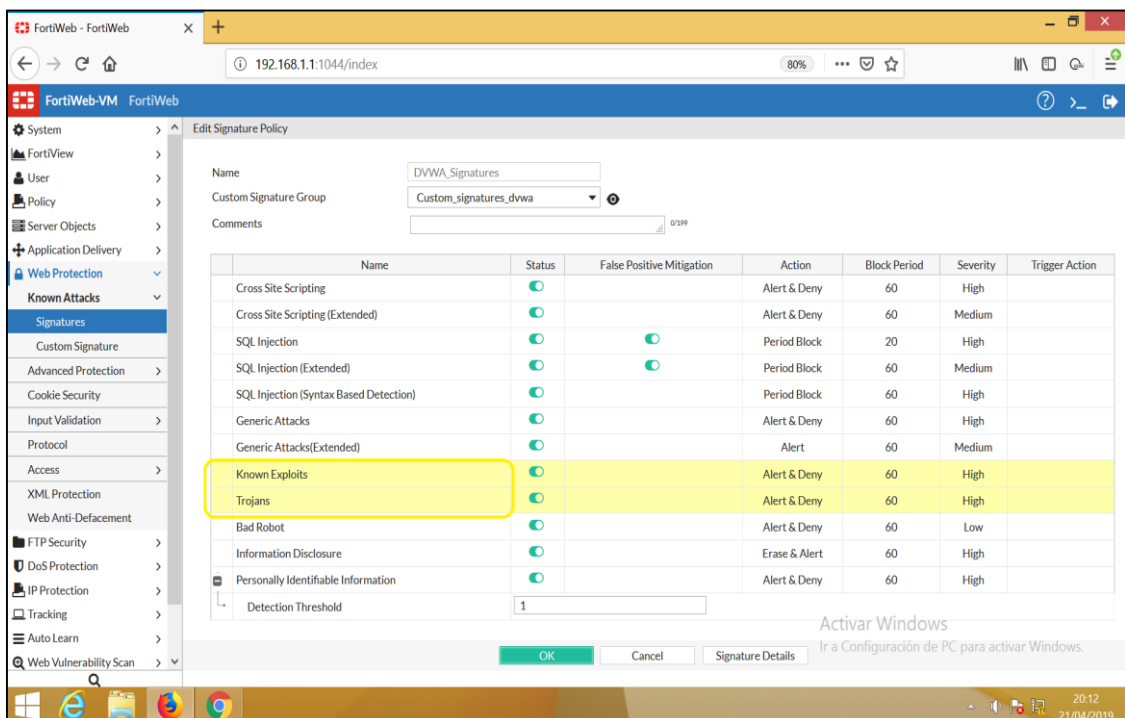 FortiWeb - FortiWeb
192.168.1.1:1044/index
80%
FortiWeb-VM FortiWeb
System
FortiView
User
Policy
Server Objects
Application Delivery
Web Protection
Known Attacks
Signatures
Custom Signature
Advanced Protection
Cookie Security
Input Validation
Protocol
Access
XML Protection
Web Anti-Defacement
FTP Security
DoS Protection
IP Protection
Tracking
Auto Learn
Web Vulnerability Scan
Edit Signature Policy
Name DVWA_Signatures
Custom Signature Group Custom_signatures_dvwa
Comments 0/199
Name Status False Positive Mitigation Action Block Period Severity Trigger Action
Cross Site Scripting Alert & Deny 60 High
Cross Site Scripting (Extended) Alert & Deny 60 Medium
SQL Injection Period Block 20 High
SQL Injection (Extended) Period Block 60 Medium
SQL Injection (Syntax Based Detection) Period Block 60 High
Generic Attacks Alert & Deny 60 High
Generic Attacks(Extended) Alert 60 Medium
Known Exploits Alert & Deny 60 High
Trojans Alert & Deny 60 High
Bad Robot Alert & Deny 60 Low
Information Disclosure Erase & Alert 60 High
Personally Identifiable Information Alert & Deny 60 High
Detection Threshold 1
OK Cancel Signature Details
Activar Windows
Ir a Configuración de PC para activar Windows.
20:12
21/04/2019